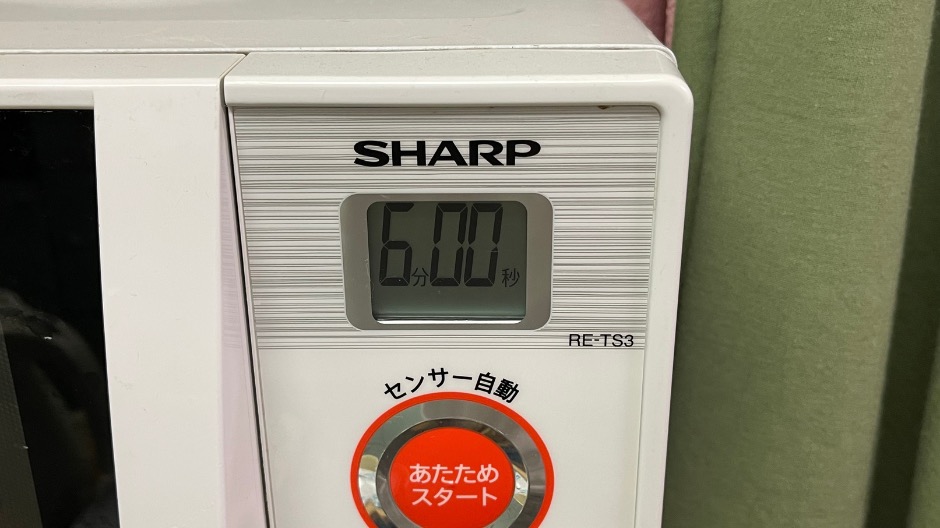 SHARP
6分00秒
RE-TS3
センサー自動
あたため
スタート